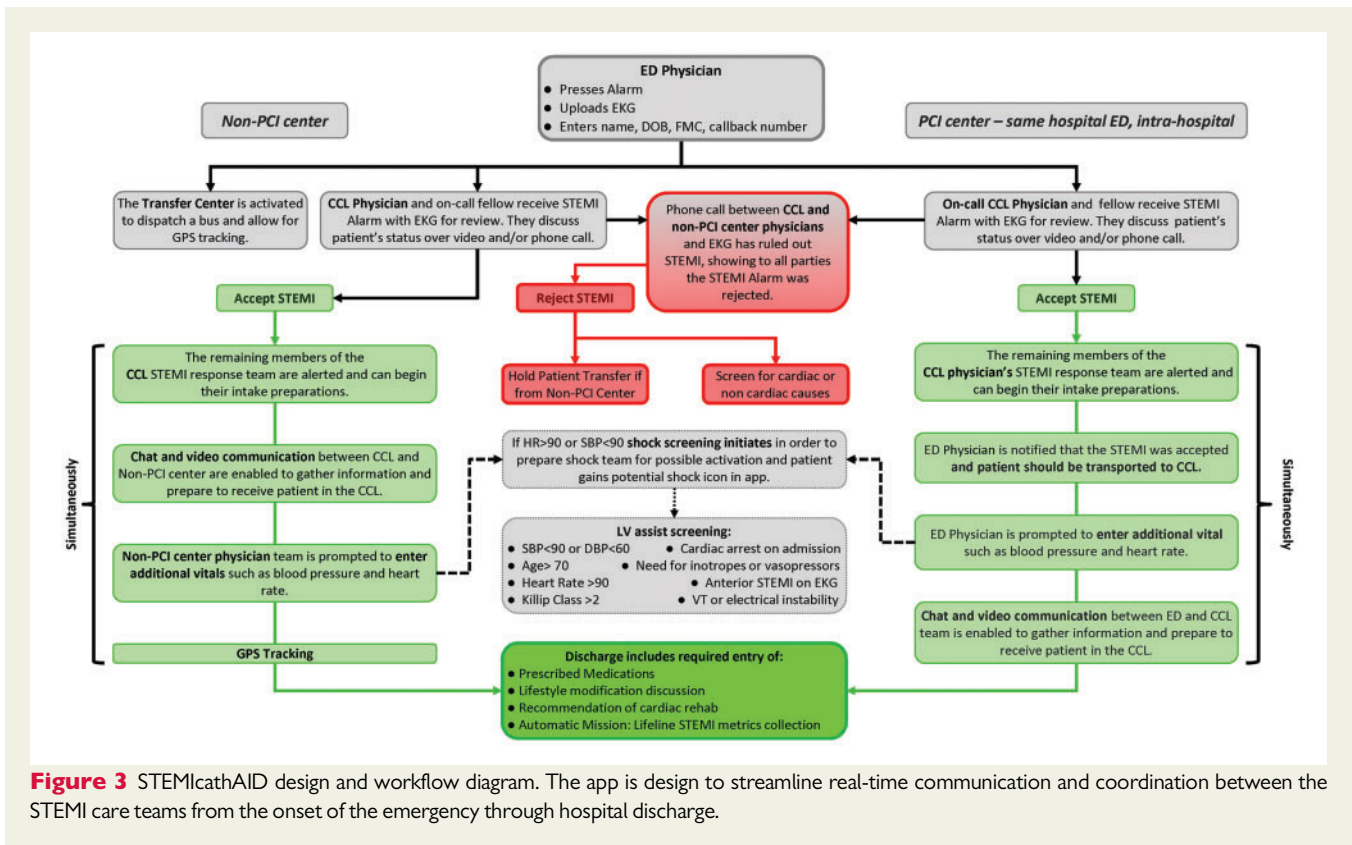 ED Physician
● Presses Alarm
● Uploads EKG
● Enters name, DOB, FMC, callback number
Non-PCI center
PCI center – same hospital ED, intra-hospital
The Transfer Center is activated
to dispatch a bus and allow for
GPS tracking.
CCL Physician and on-call fellow receive STEMI
Alarm with EKG for review. They discuss
patient's status over video and/or phone call.
Phone call between CCL and
non-PCI center physicians
and EKG has ruled out
STEMI, showing to all parties
the STEMI Alarm was
rejected.
On-call CCL Physician and fellow receive STEMI
Alarm with EKG for review. They discuss patient's
status over video and/or phone call.
Accept STEMI
Reject STEMI
Accept STEMI
Simultaneously
The remaining members of the
CCL STEMI response team are alerted and can begin
their intake preparations.
Hold Patient Transfer if
from Non-PCI Center
Screen for cardiac or
non cardiac causes
The remaining members of the
CCL physician's STEMI response team are alerted and
can begin their intake preparations.
Simultaneously
Chat and video communication between CCL and
Non-PCI center are enabled to gather information and
prepare to receive patient in the CCL.
If HR>90 or SBP<90 shock screening initiates in order to
prepare shock team for possible activation and patient
gains potential shock icon in app.
ED Physician is notified that the STEMI was accepted
and patient should be transported to CCL.
Non-PCI center physician team is prompted to enter
additional vitals such as blood pressure and heart
rate.
LV assist screening:
● SBP<90 or DBP<60 ● Cardiac arrest on admission
● Age> 70 ● Need for inotropes or vasopressors
● Heart Rate >90 ● Anterior STEMI on EKG
● Killip Class >2 ● VT or electrical instability
ED Physician is prompted to enter additional vital
such as blood pressure and heart rate.
GPS Tracking
Chat and video communication between ED and CCL
team is enabled to gather information and prepare to
receive patient in the CCL.
Discharge includes required entry of:
● Prescribed Medications
● Lifestyle modification discussion
● Recommendation of cardiac rehab
● Automatic Mission: Lifeline STEMI metrics collection
Figure 3 STEMIcathAID design and workflow diagram. The app is design to streamline real-time communication and coordination between the
STEMI care teams from the onset of the emergency through hospital discharge.